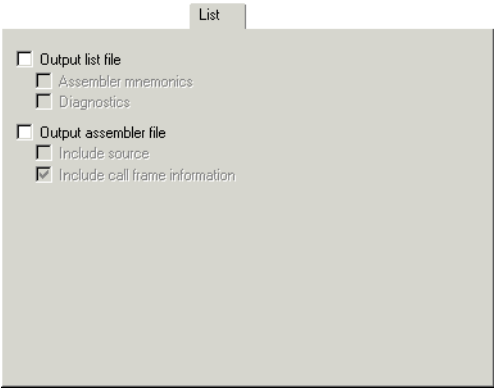 List
Output list file
Assembler mnemonics
Diagnostics
Output assembler file
Include source
Include call frame information